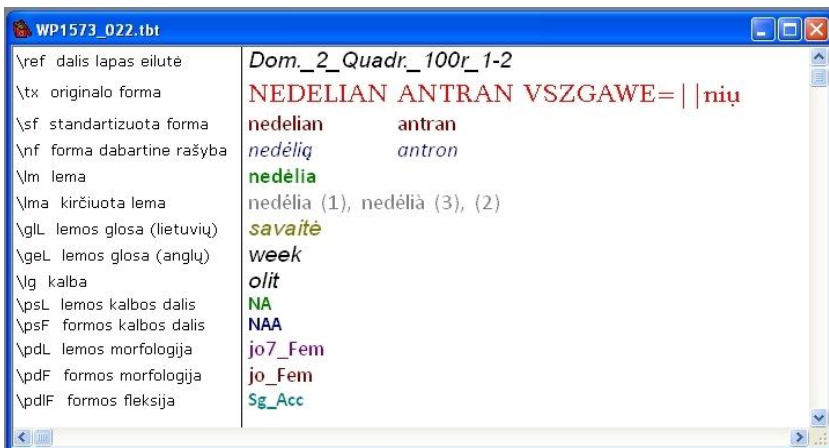 WP1573_022.tbt
\ref dalis lapas eilutė Dom._2_Quadr._100r_1-2
\tx originalo forma NEDELIAN ANTRAN VSZGAWE=||nių
\sf standartizuota forma nedelian antran
\nf forma dabartine rašyba nedėlią antron
\lm lema nedėlia
\lma kirčiuota lema nedélia (1), nedėlià (3), (2)
\glL lemos glosa (lietuvių) savaitė
\geL lemos glosa (anglų) week
\lg kalba olit
\psL lemos kalbos dalis NA
\psF formos kalbos dalis NAA
\pdL lemos morfologija jo7_Fem
\pdF formos morfologija jo_Fem
\pdlF formos fleksija Sg_Acc